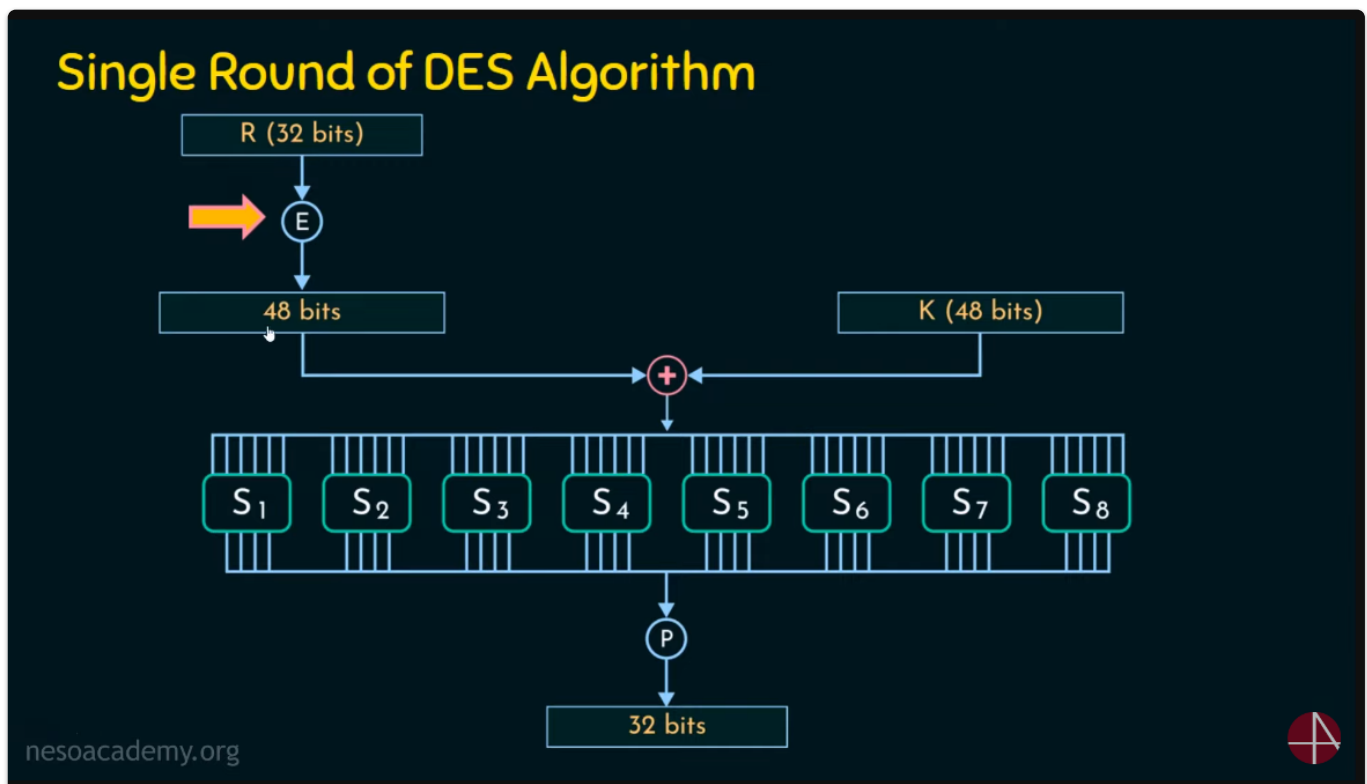 Single Round of DES Algorithm
R (32 bits)
E
48 bits
K (48 bits)
+
S1 S2 S3 S4 S5 S6 S7 S8
P
32 bits
nesoacademy.org